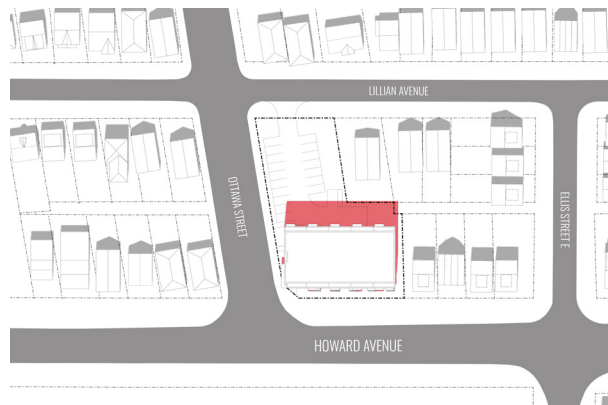 LILLIAN AVENUE
OTTAWA STREET
ELLIS STREET E
HOWARD AVENUE